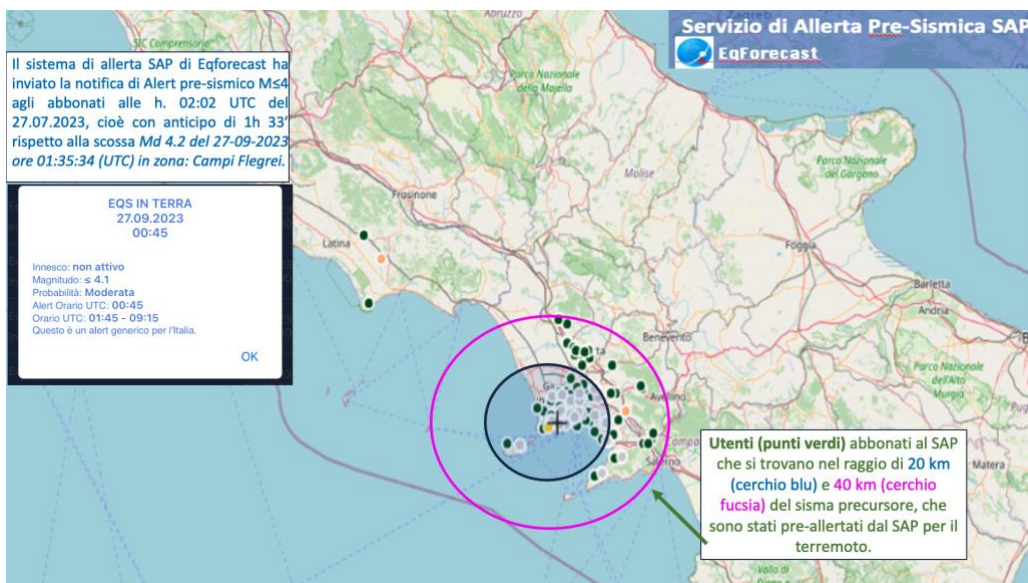 Servizio di Allerta Pre-Sismica SAP
EqForecast
Il sistema di allerta SAP di Eqforecast ha
inviato la notifica di Alert pre-sismico M≤4
agli abbonati alle h. 02:02 UTC del
27.07.2023, cioè con anticipo di 1h 33'
rispetto alla scossa Md 4.2 del 27-09-2023
ore 01:35:34 (UTC) in zona: Campi Flegrei.
EQS IN TERRA
27.09.2023
00:45
Innesco: non attivo
Magnitudo: ≤ 4.1
Probabilità: Moderata
Alert Orario UTC: 00:45
Orario UTC: 01:45 - 09:15
Questo è un alert generico per l'Italia.
OK
Abruzzo
Parco Nazionale
della Majella
Parco Nazionale
del Gargano
Molise
Frosinone
Latina
Foggia
Barletta
Andria
Benevento
Parco Nazionale
dell'Alta
Murgia
Avellino
Salerno
Matera
Utenti (punti verdi) abbonati al SAP
che si trovano nel raggio di 20 km
(cerchio blu) e 40 km (cerchio
fucsia) del sisma precursore, che
sono stati pre-allertati dal SAP per il
terremoto.
Vallo di